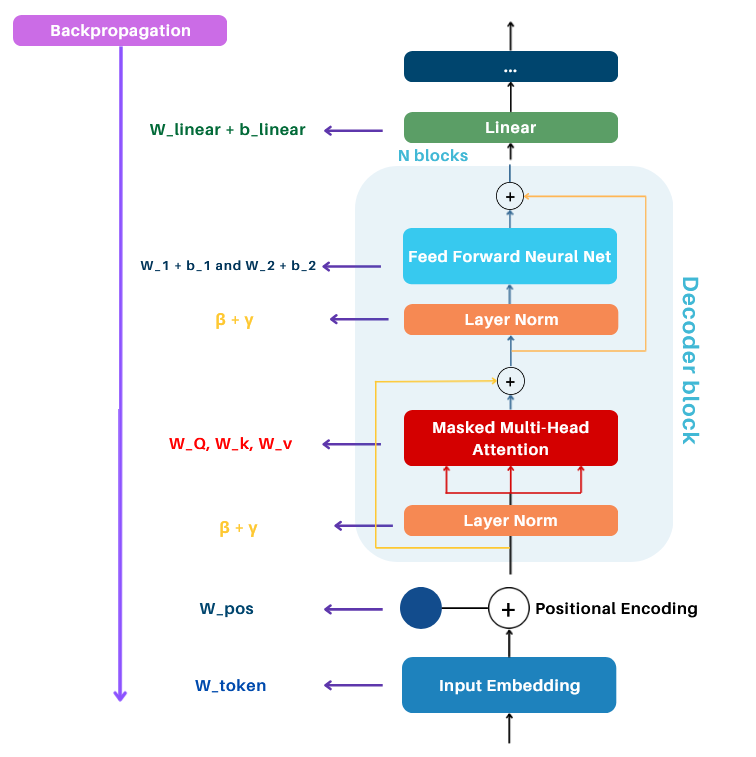 Backpropagation
...
W_linear + b_linear
Linear
N blocks
+
W_1 + b_1 and W_2 + b_2
Feed Forward Neural Net
β + γ
Layer Norm
Decoder block
+
W_Q, W_k, W_v
Masked Multi-Head
Attention
β + γ
Layer Norm
W_pos
+
Positional Encoding
W_token
Input Embedding